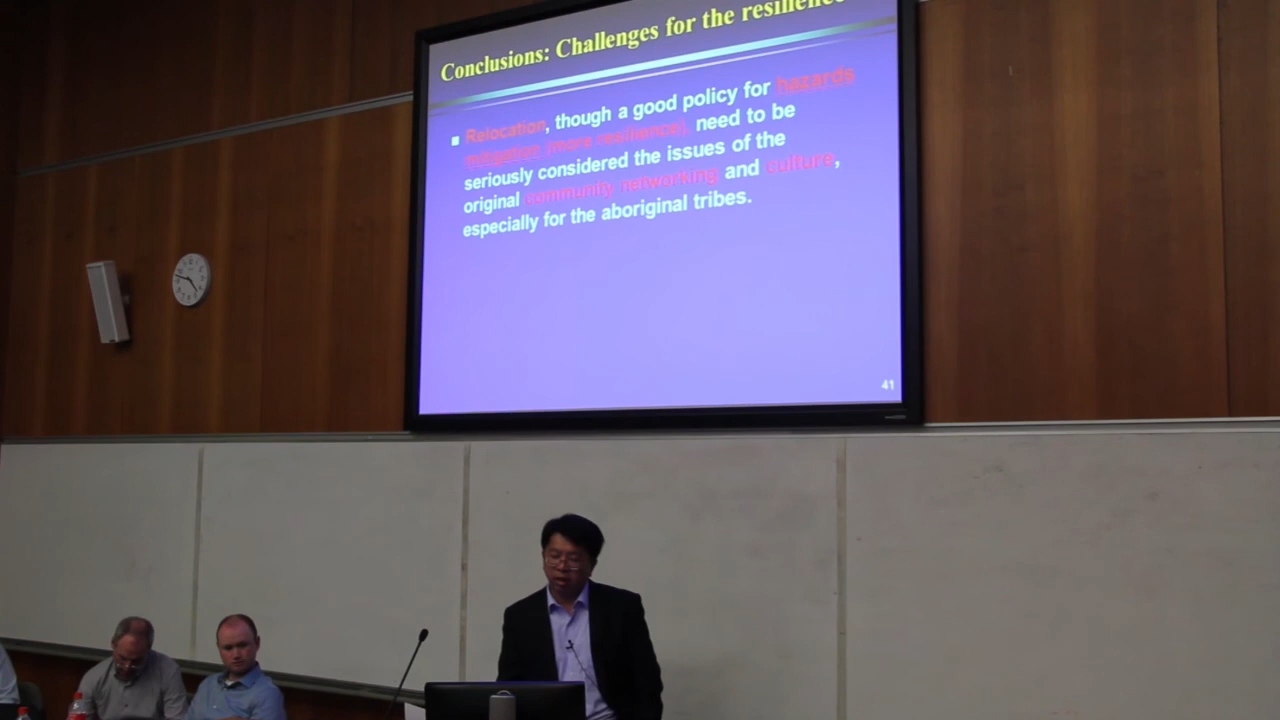 Conclusions: Challenges for the resilience
Relocation, though a good policy for hazards
mitigation (more resilience), need to be
seriously considered the issues of the
original community networking and culture,
especially for the aboriginal tribes.
41